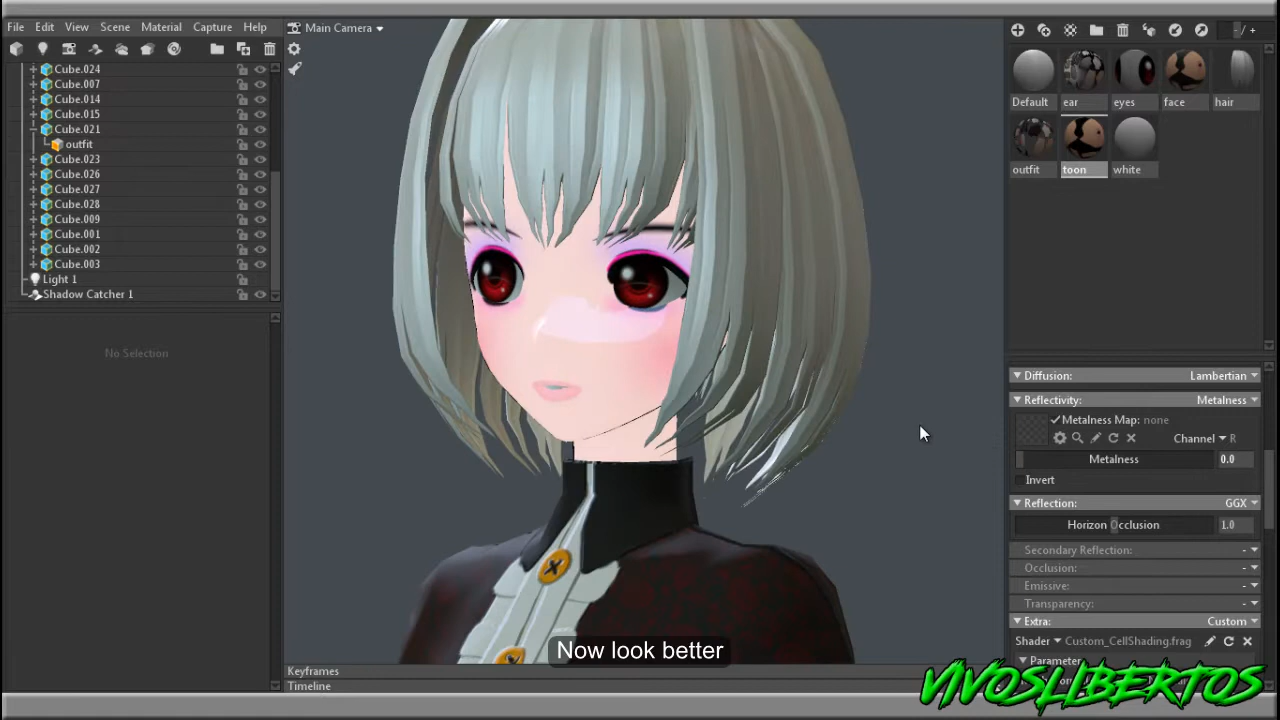 File Edit View Scene Material Capture Help
Main Camera
Cube.024
Cube.007
Cube.014
Cube.015
Cube.021
outfit
Cube.023
Cube.026
Cube.027
Cube.028
Cube.009
Cube.001
Cube.002
Cube.003
Light 1
Shadow Catcher 1
No Selection
Default ear eyes face hair
outfit toon white
Diffusion: Lambertian
Reflectivity: Metalness
Metalness Map: none
Channel R
Metalness 0.0
Invert
Reflection: GGX
Horizon Occlusion 1.0
Secondary Reflection: -
Occlusion: -
Emissive: -
Transparency: -
Extra: Custom
Shader Custom_CellShading.frag
Parameter
Now look better
Keyframes
Timeline
VIVOSLIBERTOS